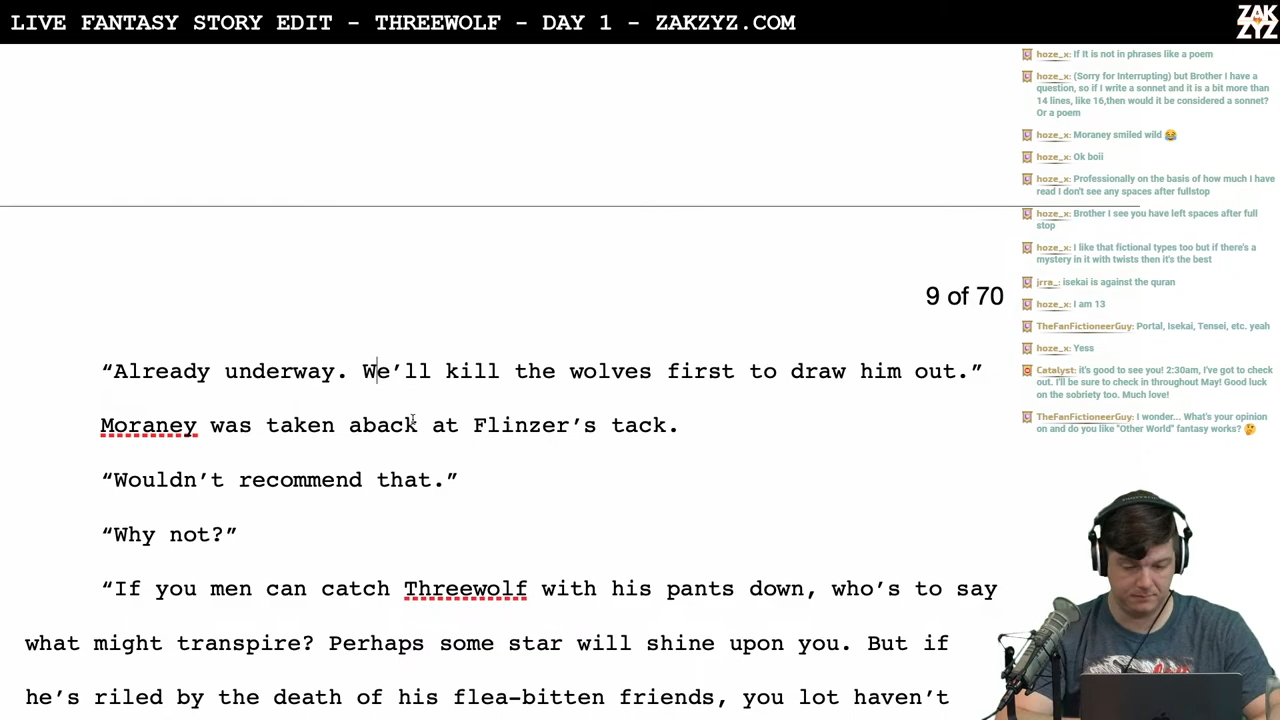 LIVE FANTASY STORY EDIT - THREEWOLF - DAY 1 - ZAKZYZ.COM
ZAK
ZYZ
hoze_x: If It is not in phrases like a poem
hoze_x: (Sorry for Interrupting) but Brother I have a
question, so if I write a sonnet and it is a bit more than
14 lines, like 16,then would it be considered a sonnet?
Or a poem
hoze_x: Moraney smiled wild 😂
hoze_x: Ok boii
hoze_x: Professionally on the basis of how much I have
read I don't see any spaces after fullstop
hoze_x: Brother I see you have left spaces after full
stop
hoze_x: I like that fictional types too but if there's a
mystery in it with twists then it's the best
jrra_: isekai is against the quran
hoze_x: I am 13
TheFanFictioneerGuy: Portal, Isekai, Tensei, etc. yeah
hoze_x: Yess
Catalyst: it's good to see you! 2:30am, I've got to check
out. I'll be sure to check in throughout May! Good luck
on the sobriety too. Much love!
TheFanFictioneerGuy: I wonder... What's your opinion
on and do you like "Other World" fantasy works? 🤔
9 of 70
“Already underway. We’ll kill the wolves first to draw him out.”
Moraney was taken aback at Flinzer’s tack.
“Wouldn’t recommend that.”
“Why not?”
“If you men can catch Threewolf with his pants down, who’s to say
what might transpire? Perhaps some star will shine upon you. But if
he’s riled by the death of his flea-bitten friends, you lot haven’t